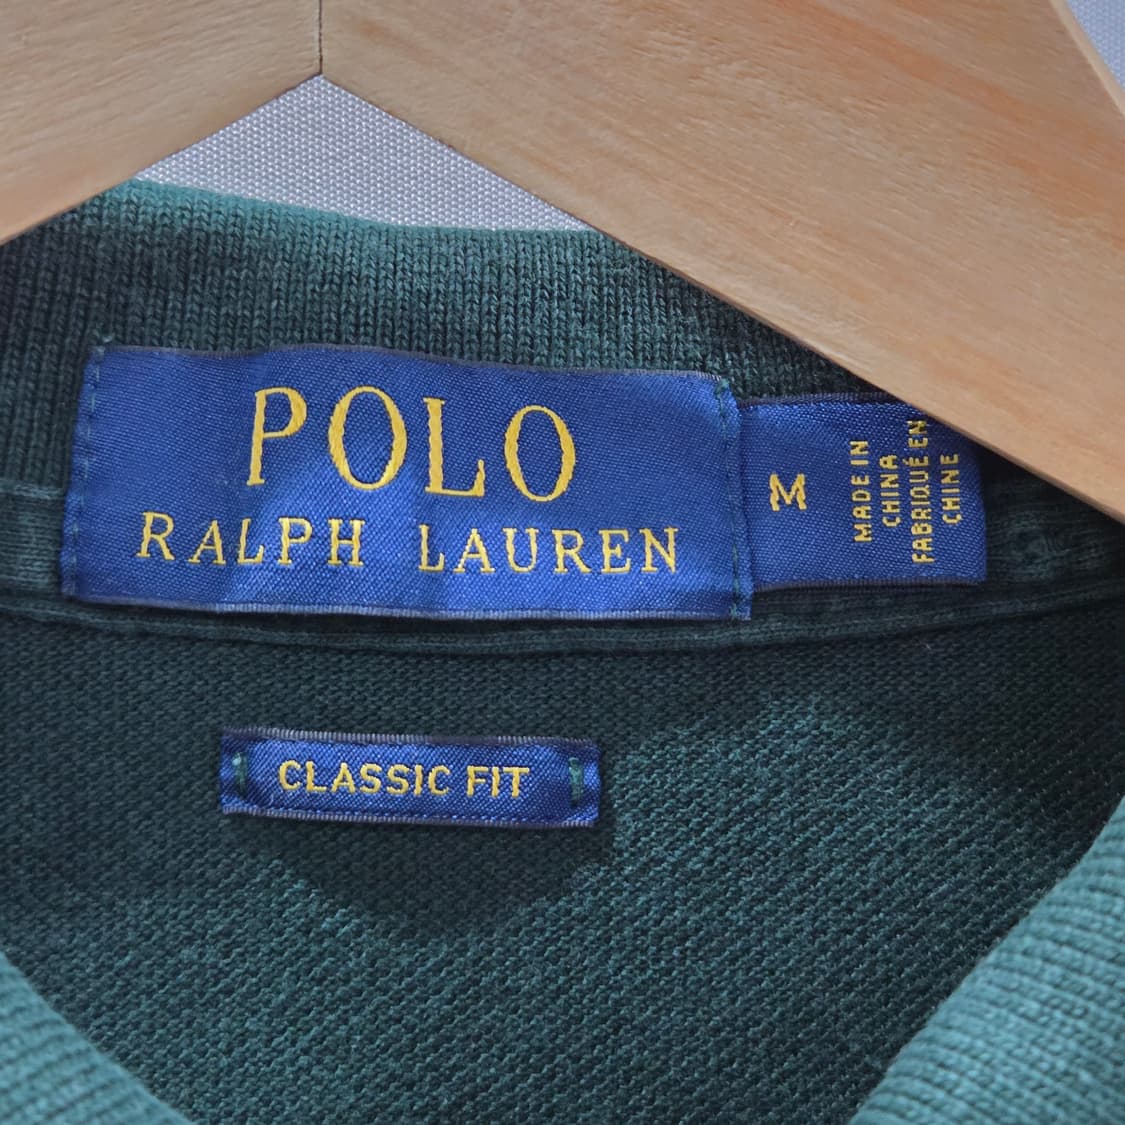 POLO
RALPH LAUREN
M
MADE IN
CHINA
FABRIQUÉ EN
CHINE
CLASSIC FIT